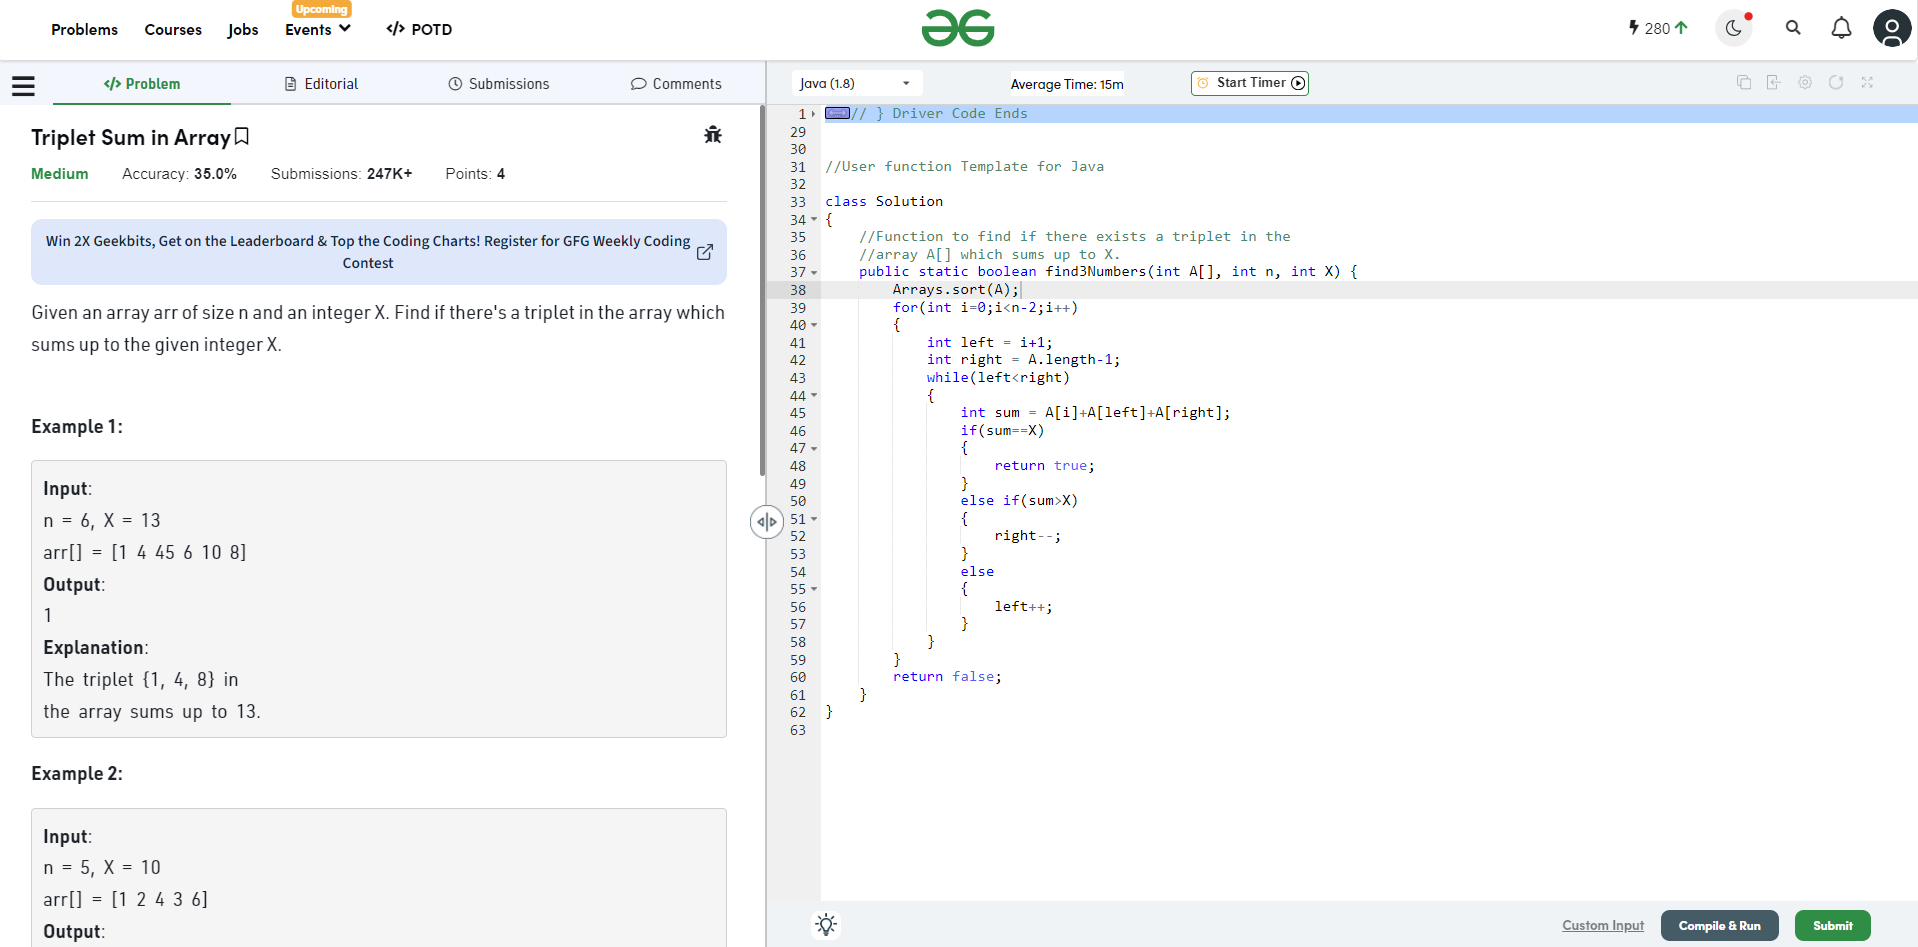 Upcoming
Problems Courses Jobs Events </> POTD
280
</> Problem Editorial Submissions Comments
Triplet Sum in Array
Medium Accuracy: 35.0% Submissions: 247K+ Points: 4
Win 2X Geekbits, Get on the Leaderboard & Top the Coding Charts! Register for GFG Weekly Coding
Contest
Given an array arr of size n and an integer X. Find if there's a triplet in the array which
sums up to the given integer X.
Example 1:
Input:
n = 6, X = 13
arr[] = [1 4 45 6 10 8]
Output:
1
Explanation:
The triplet {1, 4, 8} in
the array sums up to 13.
Example 2:
Input:
n = 5, X = 10
arr[] = [1 2 4 3 6]
Output:
Java (1.8) Average Time: 15m Start Timer
1 // } Driver Code Ends
29
30
31 //User function Template for Java
32
33 class Solution
34 {
35 //Function to find if there exists a triplet in the
36 //array A[] which sums up to X.
37 public static boolean find3Numbers(int A[], int n, int X) {
38 Arrays.sort(A);
39 for(int i=0;i<n-2;i++)
40 {
41 int left = i+1;
42 int right = A.length-1;
43 while(left<right)
44 {
45 int sum = A[i]+A[left]+A[right];
46 if(sum==X)
47 {
48 return true;
49 }
50 else if(sum>X)
51 {
52 right--;
53 }
54 else
55 {
56 left++;
57 }
58 }
59 }
60 return false;
61 }
62 }
63
Custom Input Compile & Run Submit